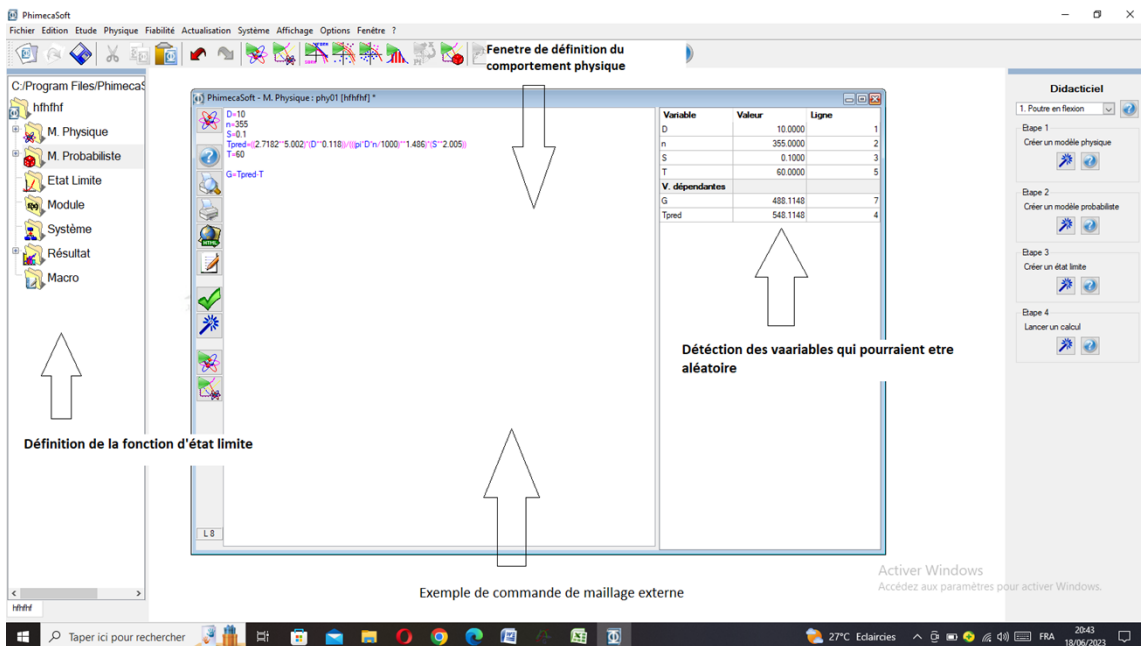 PhimecaSoft
Fichier Edition Etude Physique Fiabilité Actualisation Système Affichage Options Fenêtre ?
Fenetre de définition du
comportement physique
C:/Program Files/PhimecaS
hfhfhf
M. Physique
M. Probabiliste
Etat Limite
Module
Système
Résultat
Macro
PhimecaSoft - M. Physique : phy01 [hfhfhf] *
D=10
n=355
S=0.1
Tpred=((2.7182**5.002)*(D**0.118))/(((pi*D*n/1000)**1.486)*(S**2.005))
T=60
G=Tpred-T
HTML
L 8
Variable Valeur Ligne
D 10.0000 1
n 355.0000 2
S 0.1000 3
T 60.0000 5
V. dépendantes
G 488.1148 7
Tpred 548.1148 4
Détéction des vaariables qui pourraient etre
aléatoire
Définition de la fonction d'état limite
Exemple de commande de maillage externe
Didacticiel
1. Poutre en flexion
Etape 1
Créer un modèle physique
Etape 2
Créer un modèle probabiliste
Etape 3
Créer un état limite
Etape 4
Lancer un calcul
Activer Windows
Accédez aux paramètres pour activer Windows.
hfhfhf
Taper ici pour rechercher
27°C Eclaircies
FRA
20:43
18/06/2023